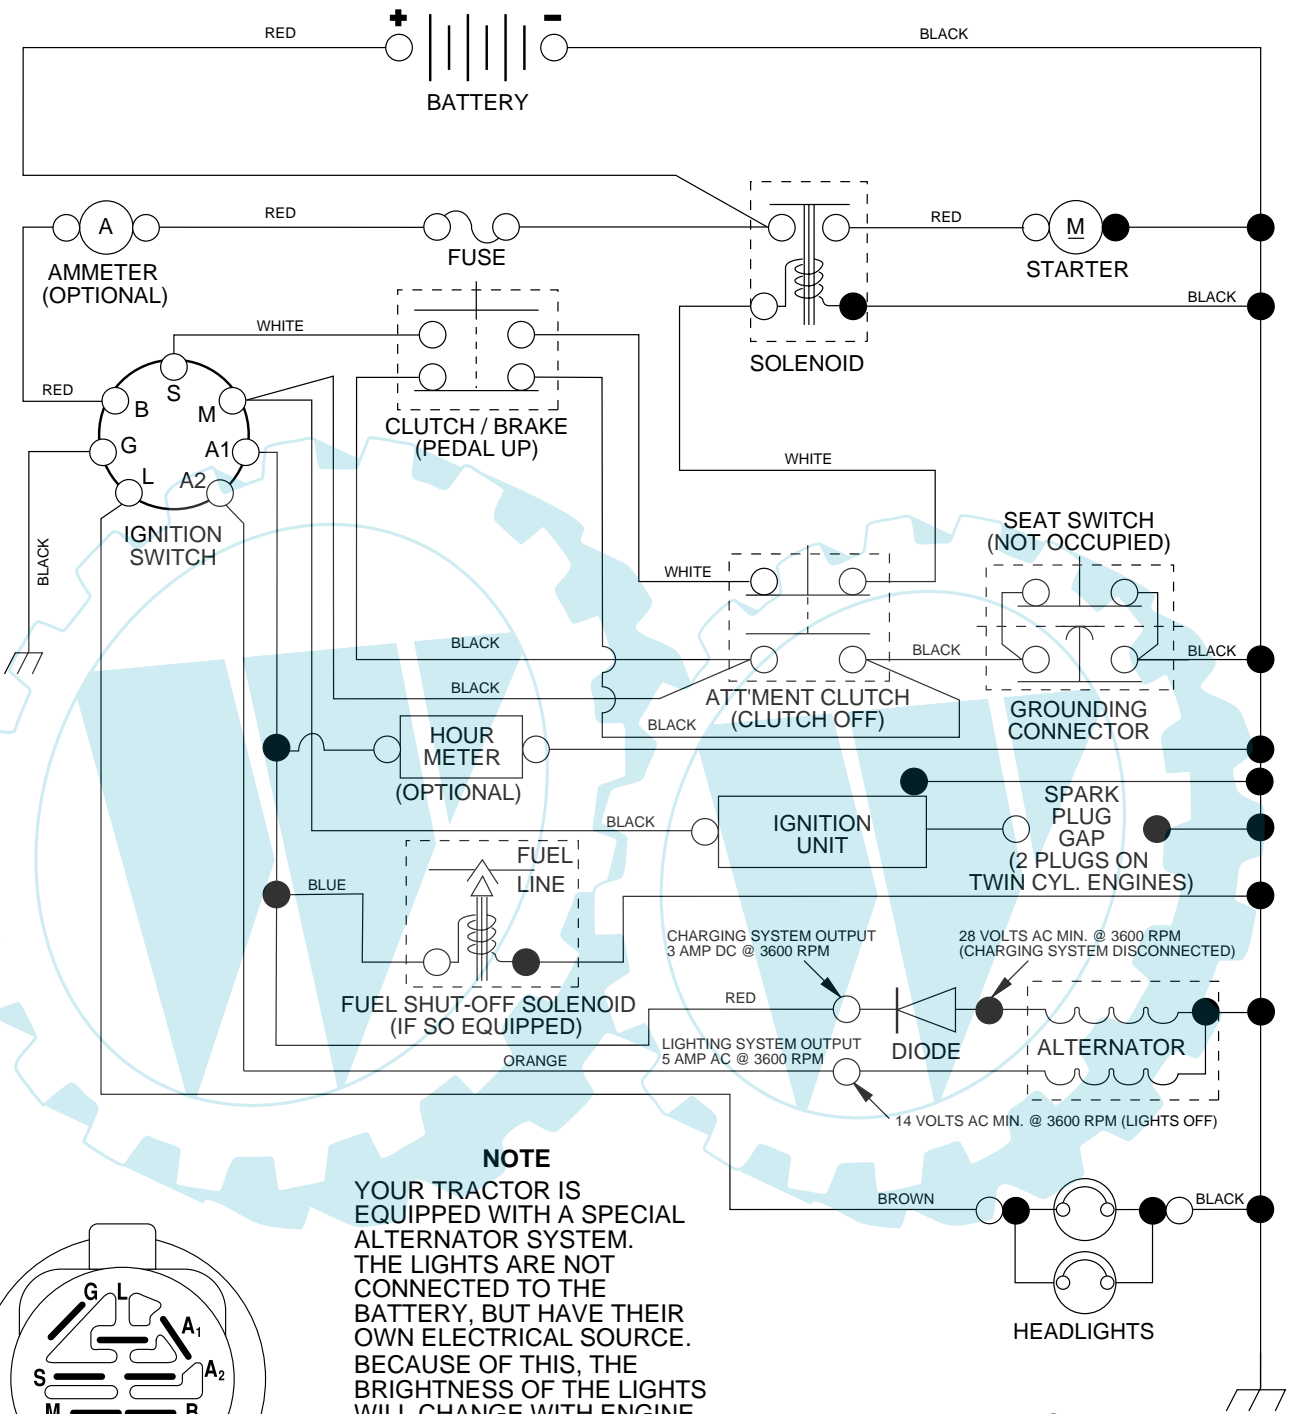 + −
RED
BLACK
BATTERY
RED
A
AMMETER
(OPTIONAL)
FUSE
RED
M
STARTER
BLACK
SOLENOID
WHITE
RED
S
B
M
G
A1
L
A2
IGNITION
SWITCH
BLACK
CLUTCH / BRAKE
(PEDAL UP)
WHITE
SEAT SWITCH
(NOT OCCUPIED)
WHITE
BLACK
BLACK
BLACK
BLACK
ATT'MENT CLUTCH
(CLUTCH OFF)
BLACK
GROUNDING
CONNECTOR
HOUR
METER
(OPTIONAL)
BLACK
IGNITION
UNIT
SPARK
PLUG
GAP
(2 PLUGS ON
TWIN CYL. ENGINES)
BLUE
FUEL
LINE
FUEL SHUT-OFF SOLENOID
(IF SO EQUIPPED)
CHARGING SYSTEM OUTPUT
3 AMP DC @ 3600 RPM
28 VOLTS AC MIN. @ 3600 RPM
(CHARGING SYSTEM DISCONNECTED)
RED
DIODE
ALTERNATOR
ORANGE
LIGHTING SYSTEM OUTPUT
5 AMP AC @ 3600 RPM
14 VOLTS AC MIN. @ 3600 RPM (LIGHTS OFF)
BROWN
BLACK
HEADLIGHTS
NOTE
YOUR TRACTOR IS
EQUIPPED WITH A SPECIAL
ALTERNATOR SYSTEM.
THE LIGHTS ARE NOT
CONNECTED TO THE
BATTERY, BUT HAVE THEIR
OWN ELECTRICAL SOURCE.
BECAUSE OF THIS, THE
BRIGHTNESS OF THE LIGHTS
WILL CHANGE WITH ENGINE
G L
A1
S
A2
M
B